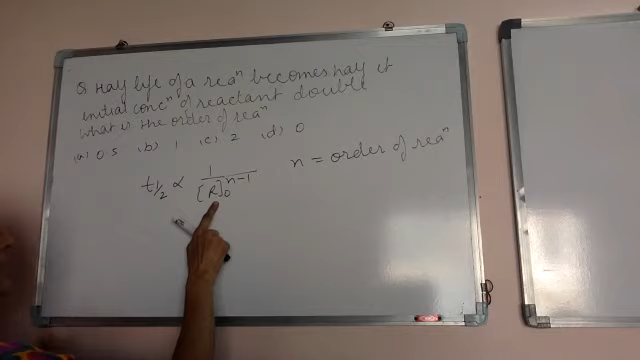 Q Half life of a reaⁿ becomes half if
initial concⁿ of reactant double
what is the order of reaⁿ
(a) 0.5 (b) 1 (c) 2 (d) 0
t1/2 ∝ 1/[R]₀ⁿ⁻¹ n = order of reaⁿ